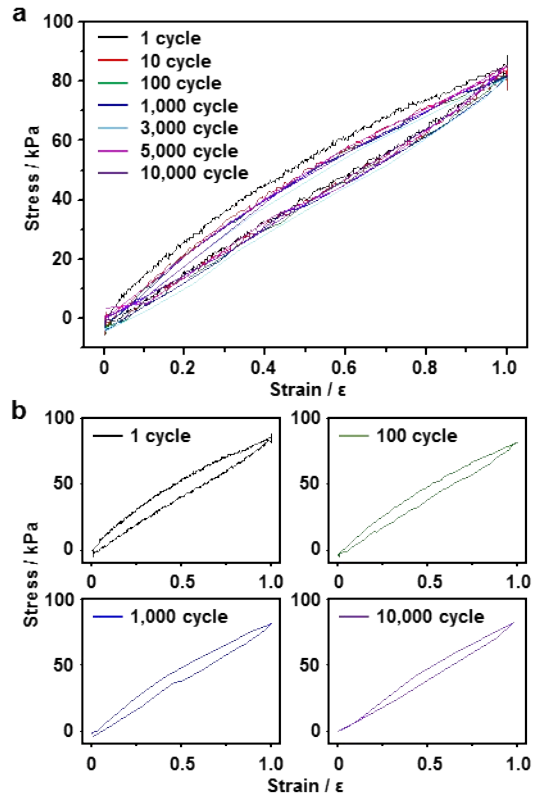 a
100
80
60
40
20
0
Stress / kPa
1 cycle
10 cycle
100 cycle
1,000 cycle
3,000 cycle
5,000 cycle
10,000 cycle
0 0.2 0.4 0.6 0.8 1.0
Strain / ε
b
100
50
0
1 cycle
0 0.5 1.0
100
50
0
100 cycle
0 0.5 1.0
Stress / kPa
100
50
0
1,000 cycle
0 0.5 1.0
100
50
0
10,000 cycle
0 0.5 1.0
Strain / ε